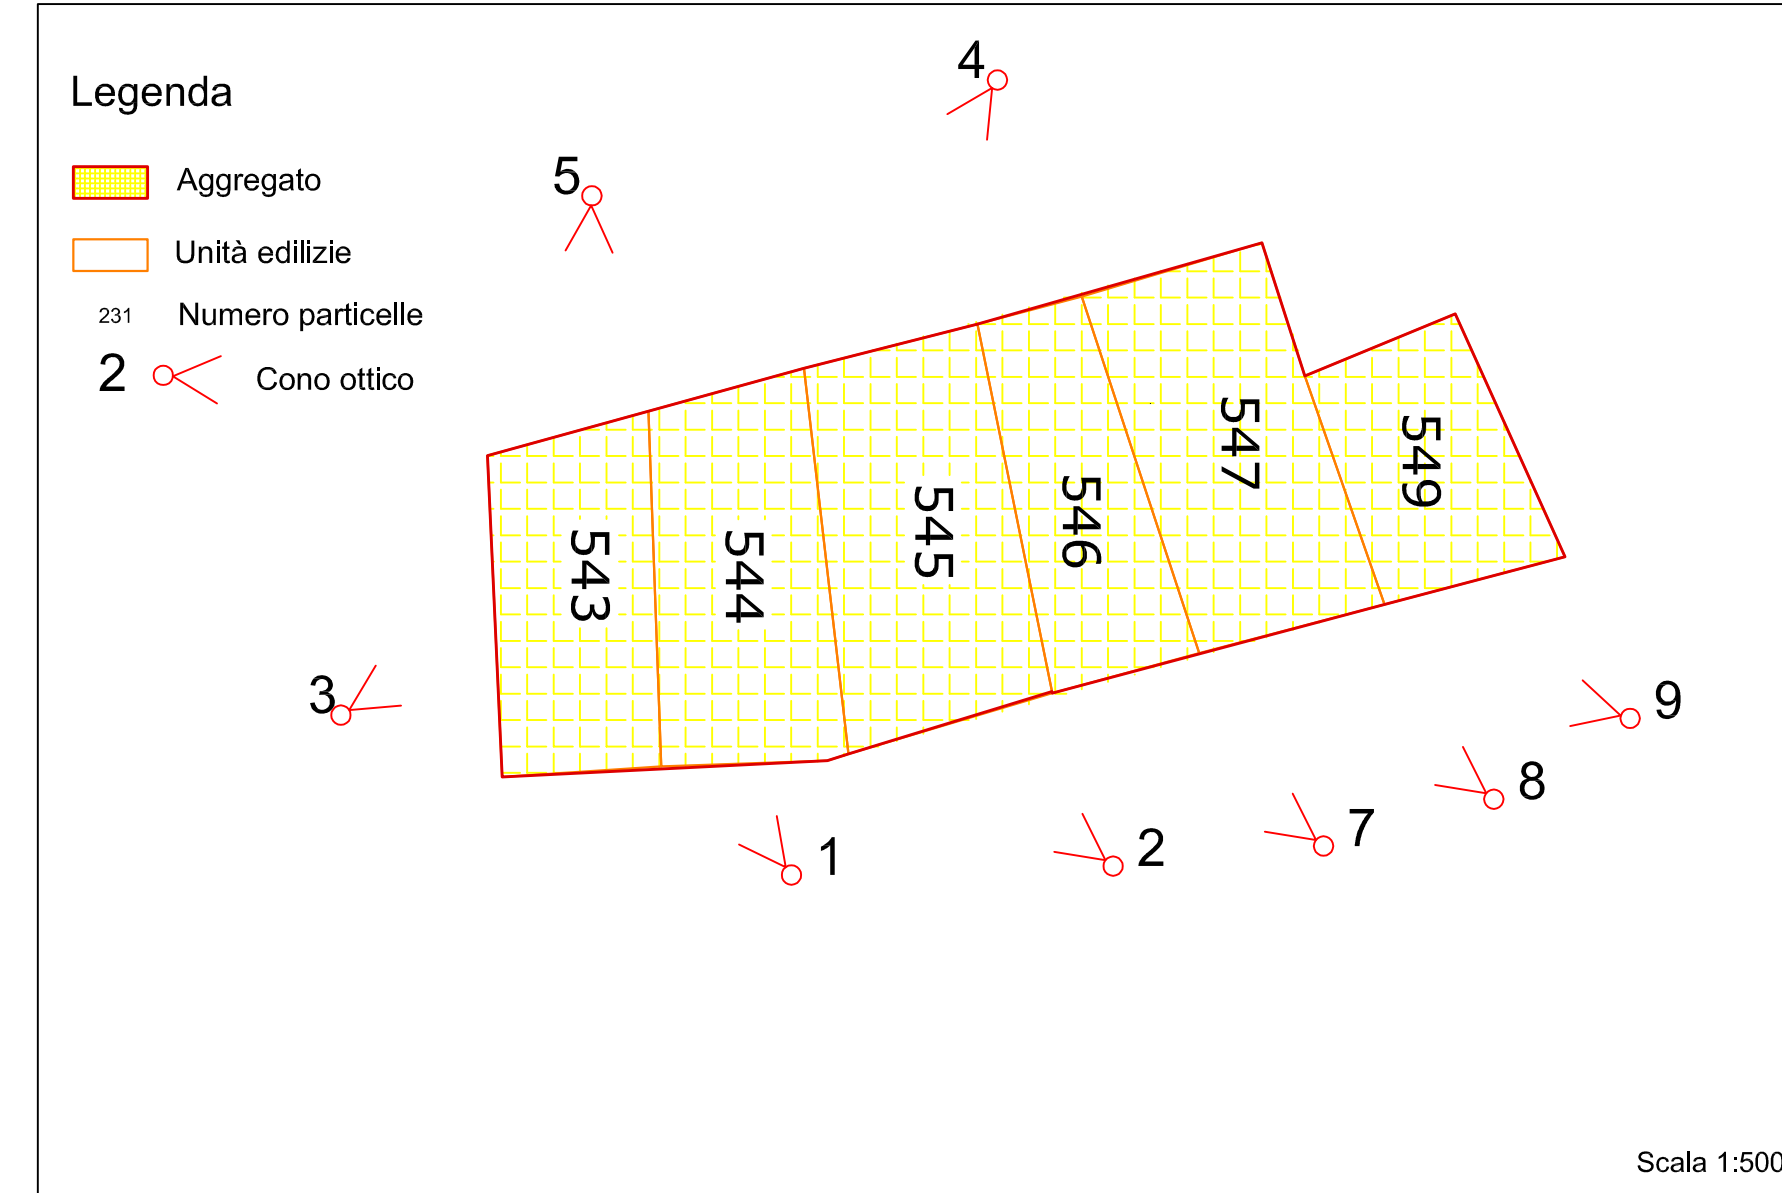 Legenda
Aggregato
Unità edilizie
231 Numero particelle
2 Cono ottico
4
5
547
549
546
545
543
544
3
9
8
7
2
1
Scala 1:500